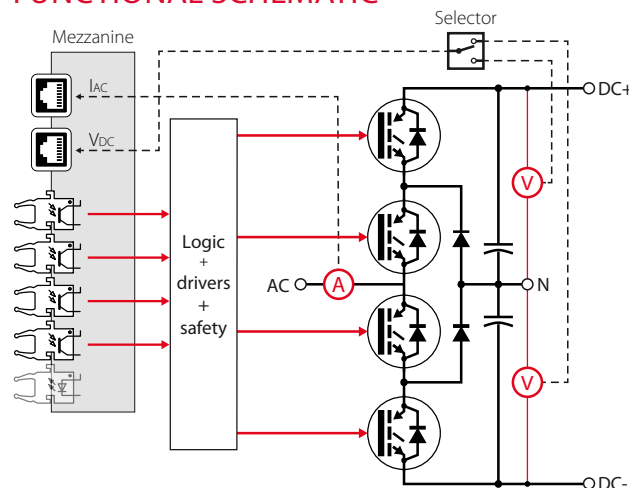 FUNCTIONAL SCHEMATIC
Selector
Mezzanine
IAC
DC+
VDC
V
Logic
+
drivers
+
safety
AC
A
N
V
DC-